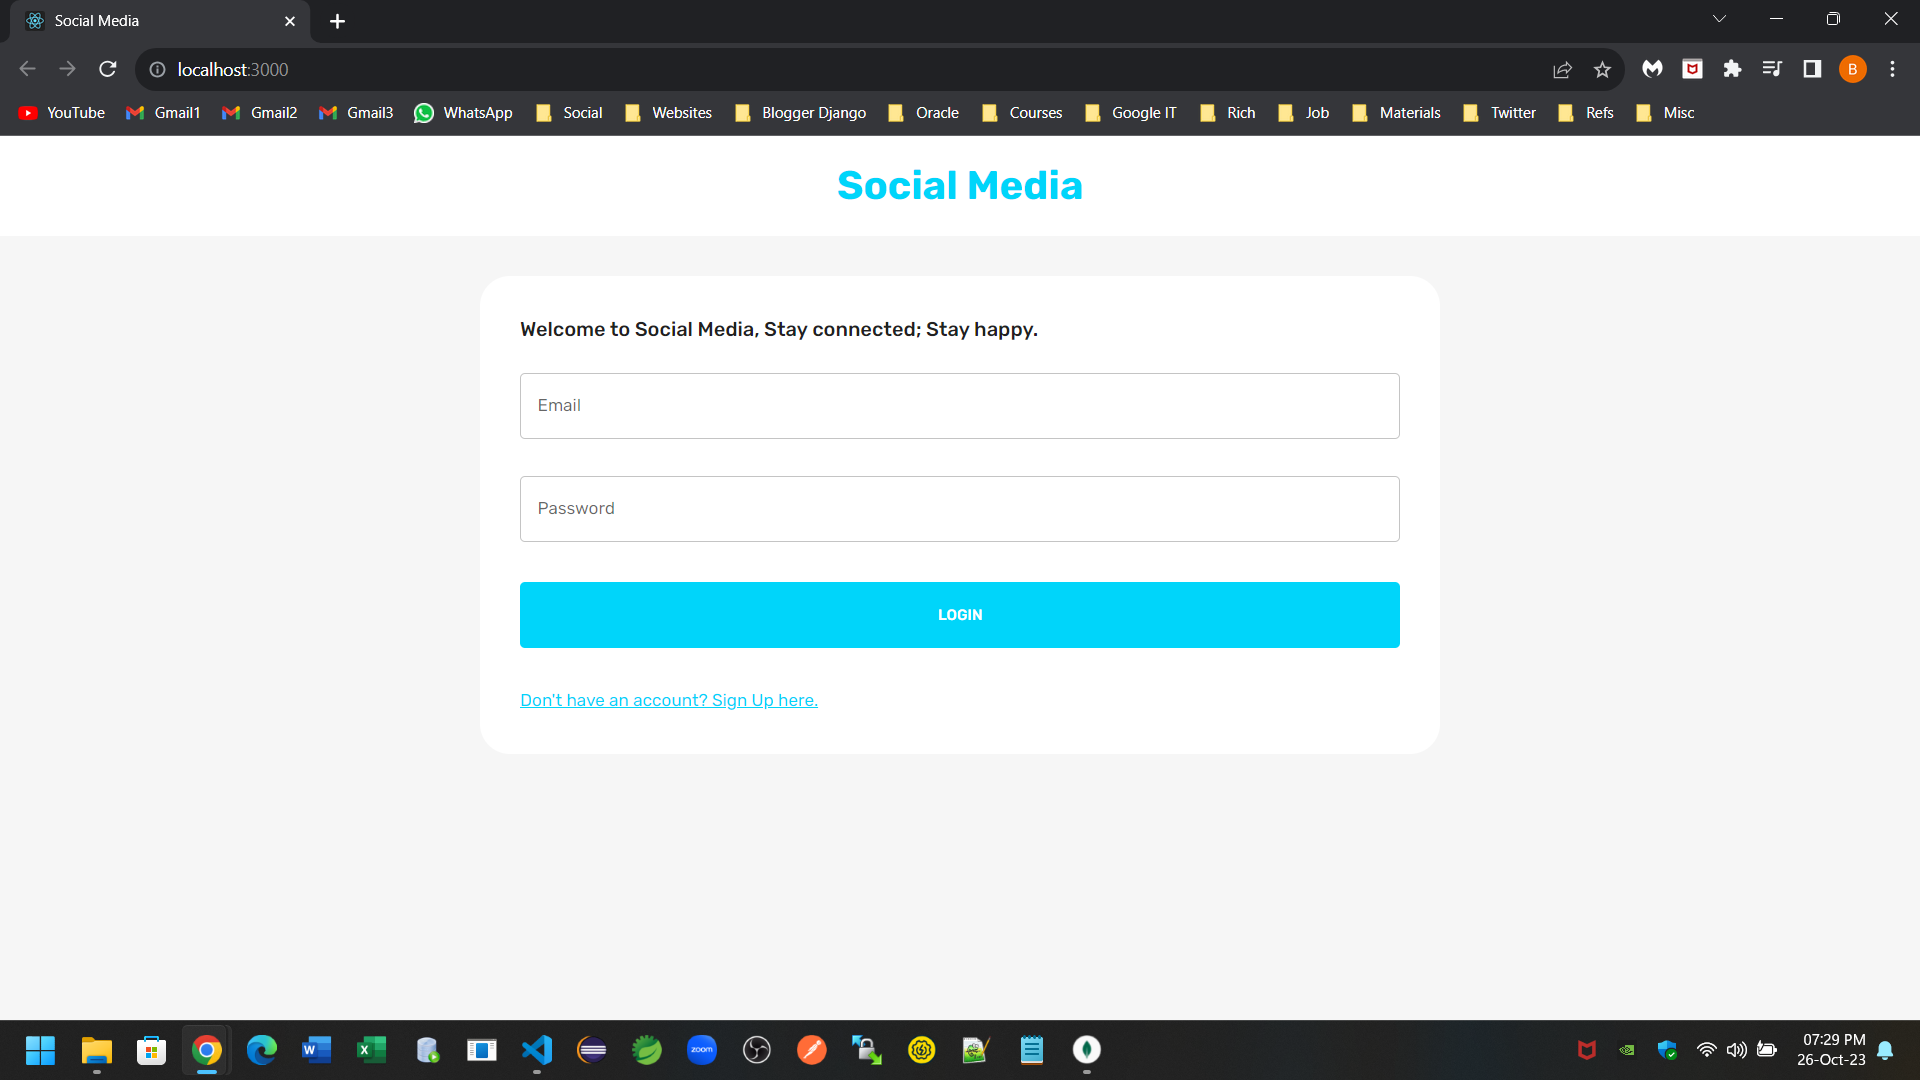 Social Media
localhost:3000
B
YouTube Gmail1 Gmail2 Gmail3 WhatsApp Social Websites Blogger Django Oracle Courses Google IT Rich Job Materials Twitter Refs Misc
Social Media
Welcome to Social Media, Stay connected; Stay happy.
Email
Password
LOGIN
Don't have an account? Sign Up here.
zoom
07:29 PM
26-Oct-23